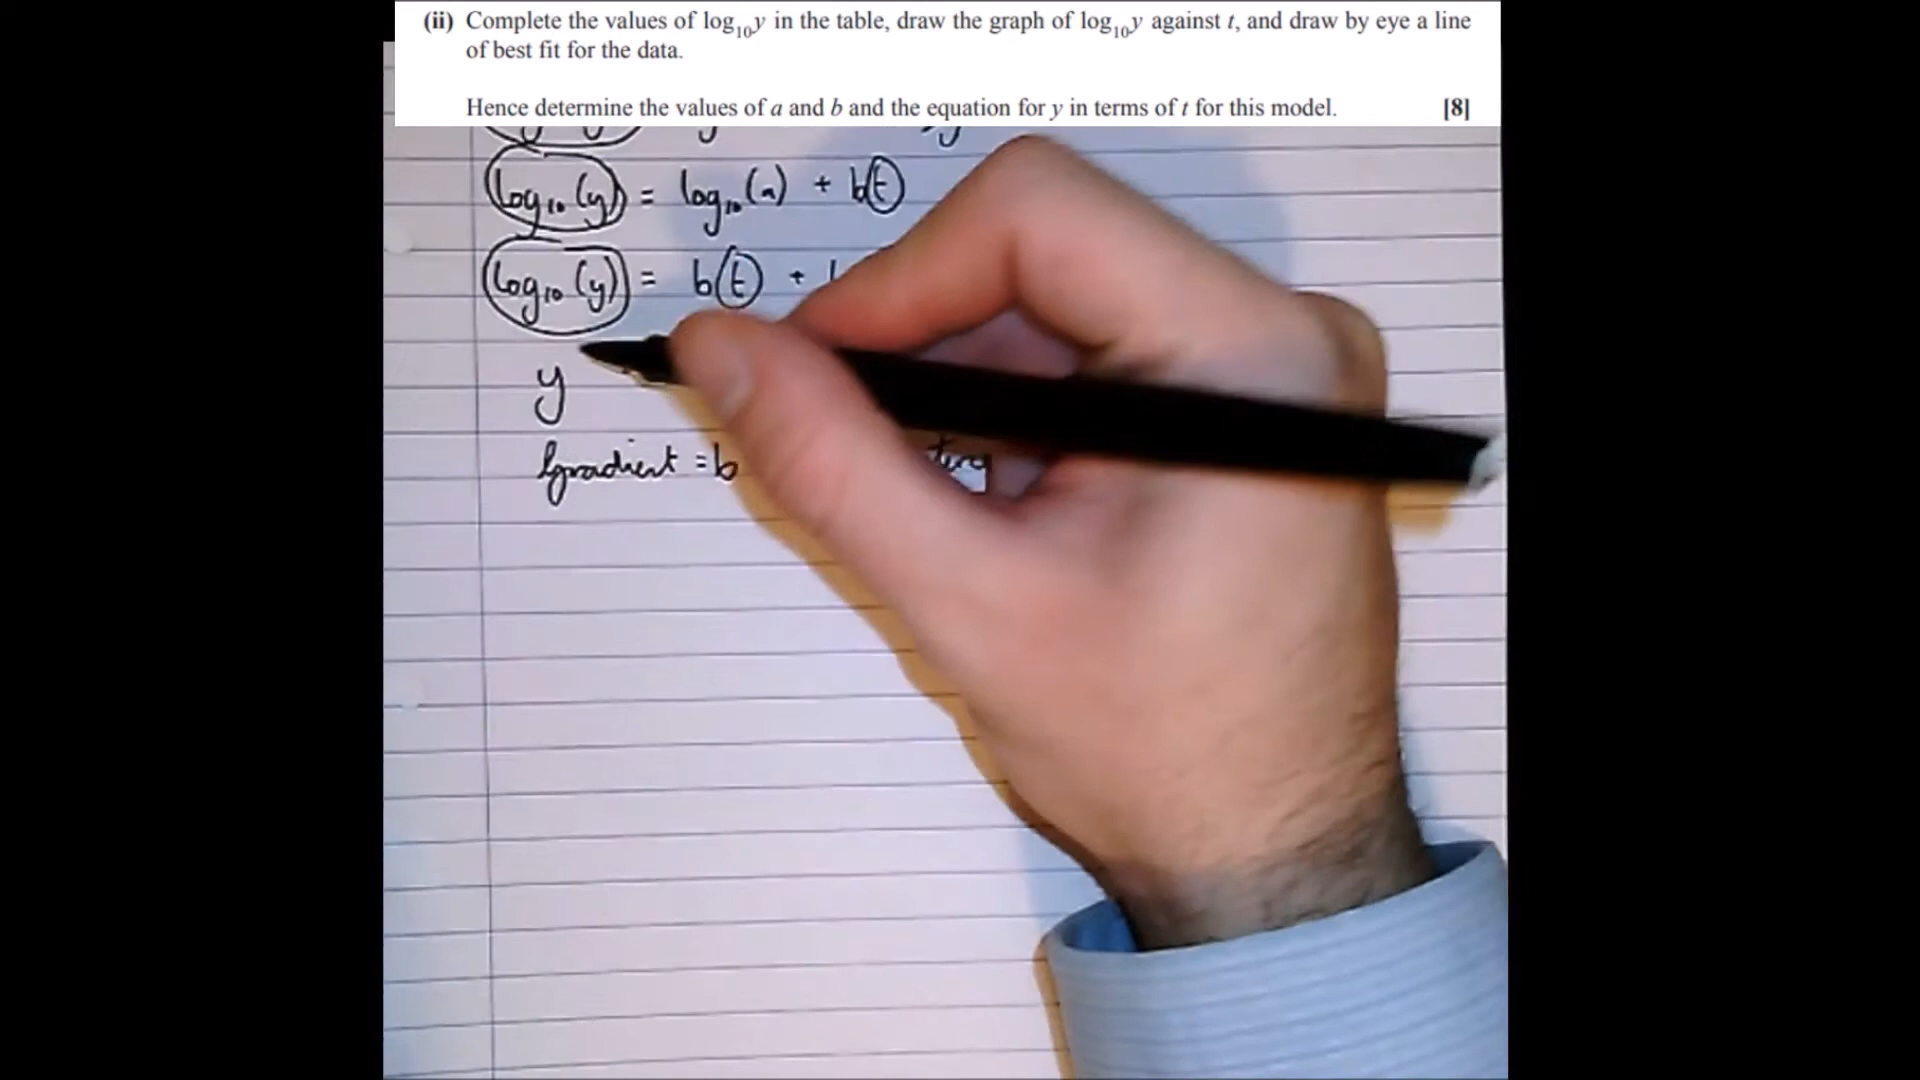 (ii) Complete the values of log₁₀y in the table, draw the graph of log₁₀y against t, and draw by eye a line
of best fit for the data.
Hence determine the values of a and b and the equation for y in terms of t for this model. [8]
log₁₀(y) = log₁₀(a) + bt
log₁₀(y) = b(t) +
y
gradient = b